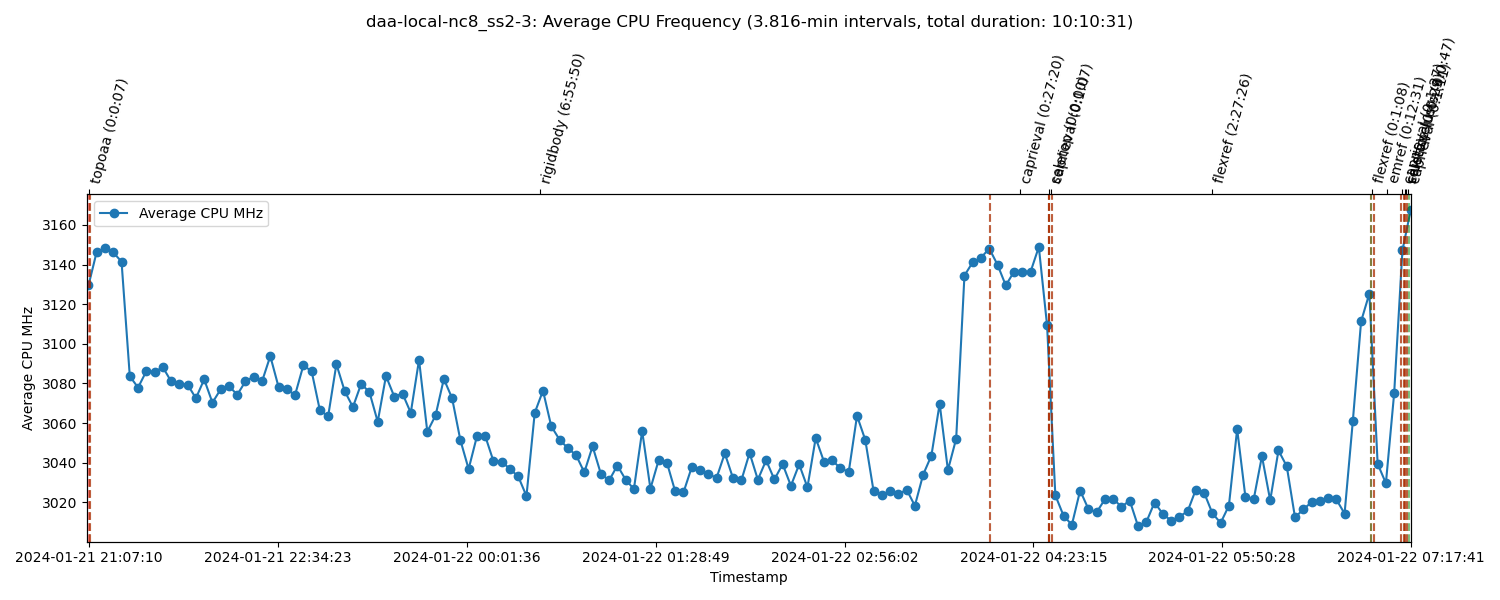 daa-local-nc8_ss2-3: Average CPU Frequency (3.816-min intervals, total duration: 10:10:31)
topoaa (0:0:07)
rigidbody (6:55:50)
caprieval (0:27:20)
flexref (2:27:26)
flexref (0:1:08)
emref (0:12:31)
Average CPU MHz
3160
3140
3120
3100
3080
3060
3040
3020
Average CPU MHz
2024-01-21 21:07:10
2024-01-21 22:34:23
2024-01-22 00:01:36
2024-01-22 01:28:49
2024-01-22 02:56:02
2024-01-22 04:23:15
2024-01-22 05:50:28
2024-01-22 07:17:41
Timestamp